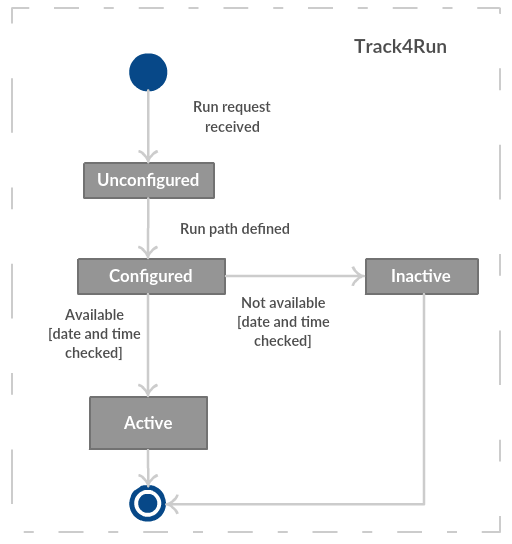 Track4Run
Run request
received
Unconfigured
Run path defined
Configured
Inactive
Available
[date and time
checked]
Not available
[date and time
checked]
Active